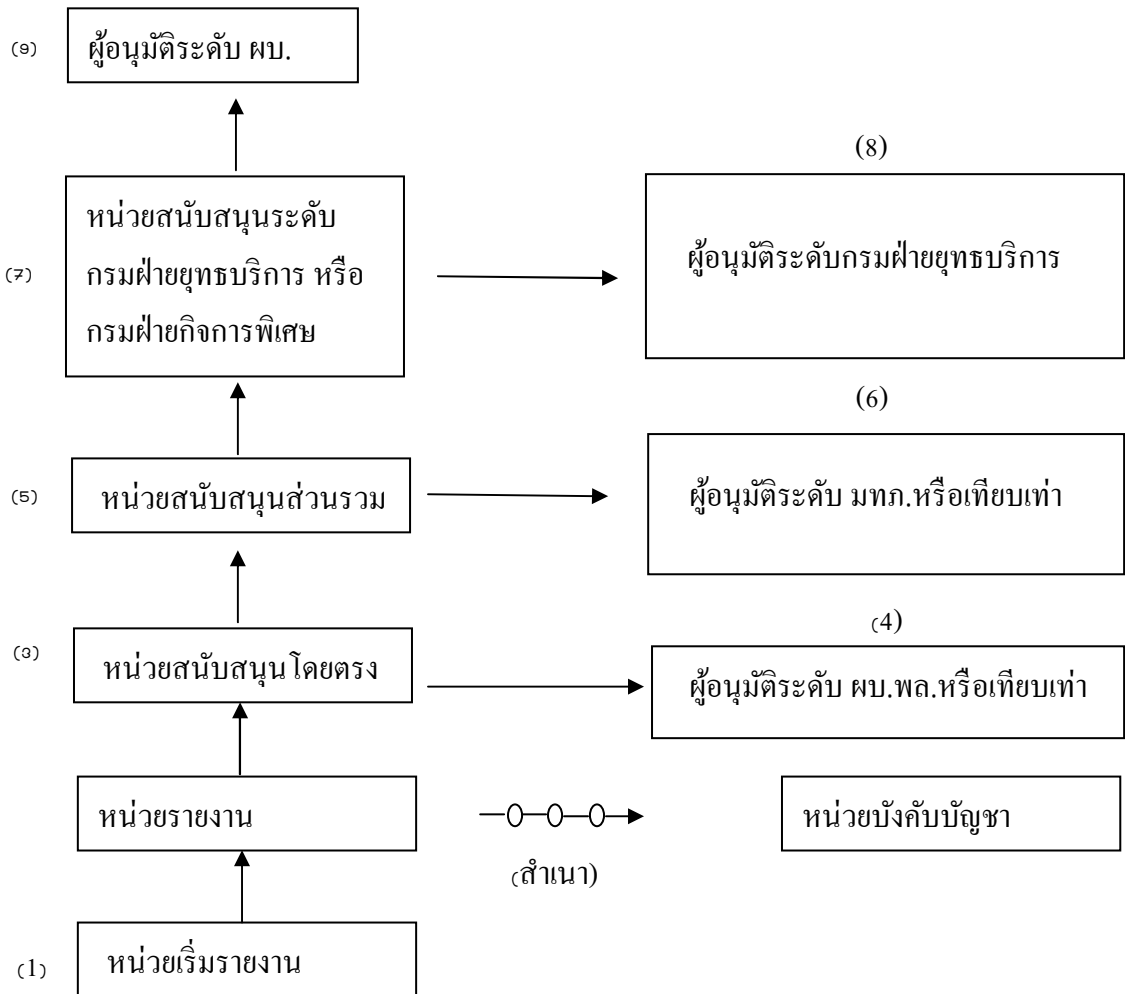 (9)
ผู้อนุมัติระดับ ผบ.
(8)
หน่วยสนับสนุนระดับ
กรมฝ่ายยุทธบริการ หรือ
กรมฝ่ายกิจการพิเศษ
(7)
ผู้อนุมัติระดับกรมฝ่ายยุทธบริการ
(6)
(5)
หน่วยสนับสนุนส่วนรวม
ผู้อนุมัติระดับ มทภ.หรือเทียบเท่า
(4)
(3)
หน่วยสนับสนุนโดยตรง
ผู้อนุมัติระดับ ผบ.พล.หรือเทียบเท่า
หน่วยรายงาน
หน่วยบังคับบัญชา
(สำเนา)
(1)
หน่วยเริ่มรายงาน